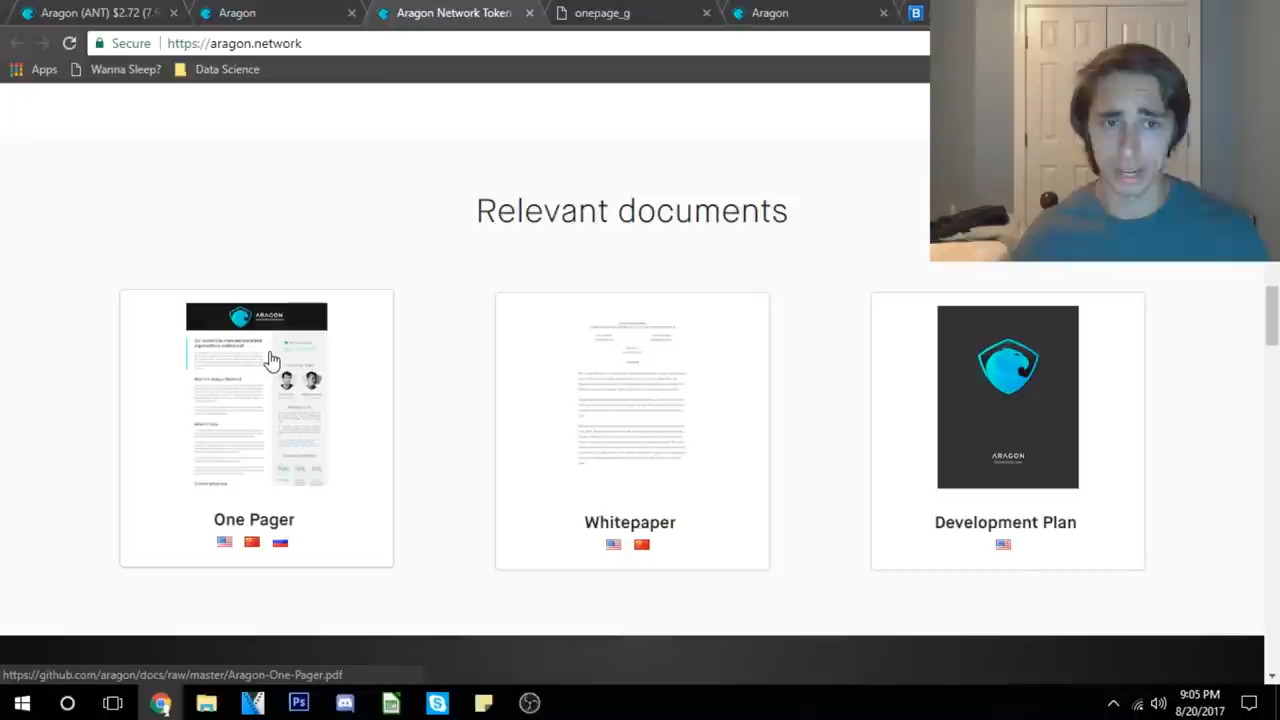 Aragon (ANT) $2.72 (7.9
Aragon
Aragon Network Token
onepage_g
Aragon
Secure
https://aragon.network
Apps
Wanna Sleep?
Data Science
Relevant documents
ARAGON
One Pager
Whitepaper
ARAGON
Development Plan
https://github.com/aragon/docs/raw/master/Aragon-One-Pager.pdf
9:05 PM
8/20/2017